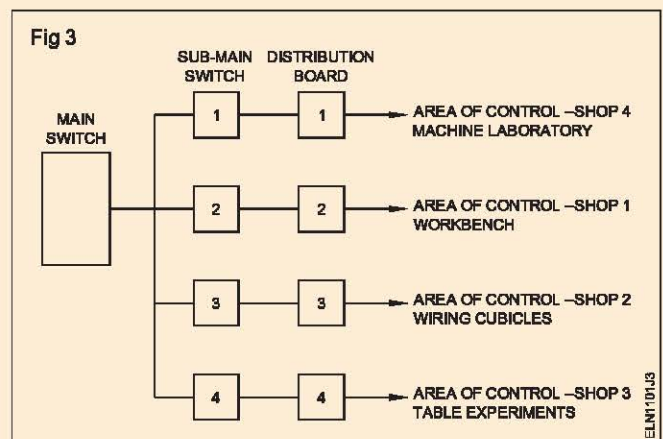 Fig 3
SUB-MAIN SWITCH
DISTRIBUTION BOARD
MAIN SWITCH
1
1
AREA OF CONTROL –SHOP 4
MACHINE LABORATORY
2
2
AREA OF CONTROL –SHOP 1
WORKBENCH
3
3
AREA OF CONTROL –SHOP 2
WIRING CUBICLES
4
4
AREA OF CONTROL –SHOP 3
TABLE EXPERIMENTS
ELN1101J3